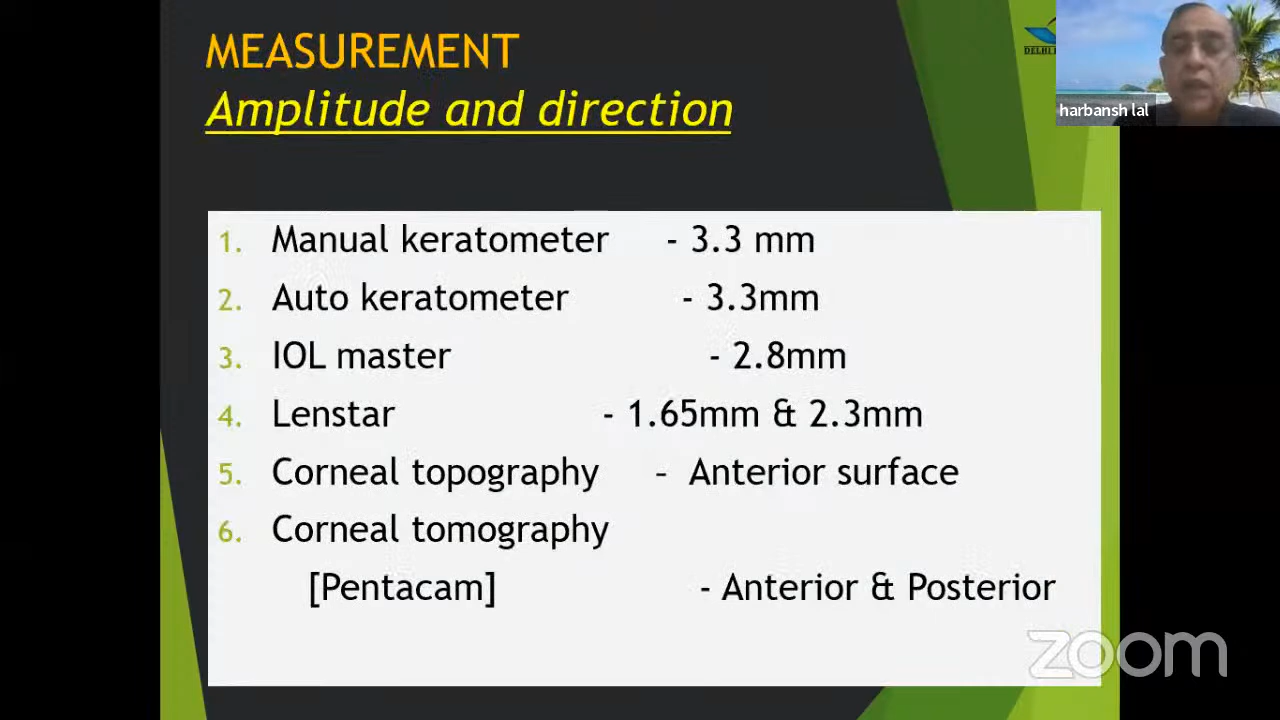 MEASUREMENT
Amplitude and direction
DELHI
harbansh lal
1. Manual keratometer - 3.3 mm
2. Auto keratometer - 3.3mm
3. IOL master - 2.8mm
4. Lenstar - 1.65mm & 2.3mm
5. Corneal topography – Anterior surface
6. Corneal tomography
[Pentacam] - Anterior & Posterior
zoom